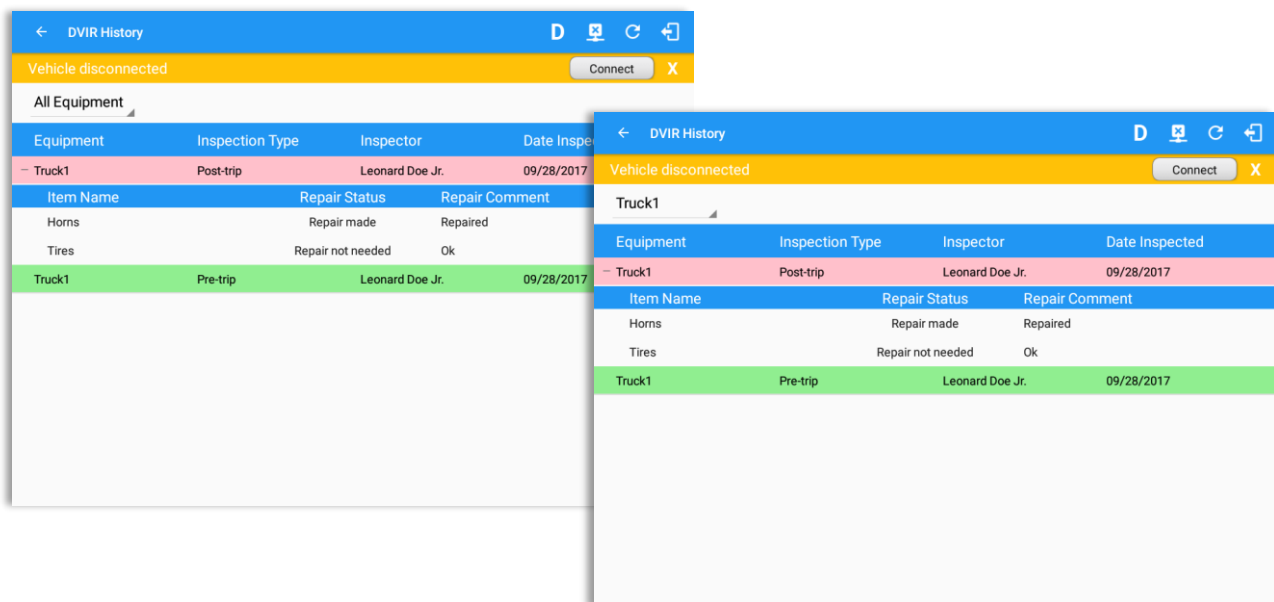 DVIR History D
Vehicle disconnected Connect X
All Equipment
Equipment Inspection Type Inspector Date Inspe
Truck1 Post-trip Leonard Doe Jr. 09/28/2017
Item Name Repair Status Repair Comment
Horns Repair made Repaired
Tires Repair not needed Ok
Truck1 Pre-trip Leonard Doe Jr. 09/28/2017
DVIR History D
Vehicle disconnected Connect X
Truck1
Equipment Inspection Type Inspector Date Inspected
Truck1 Post-trip Leonard Doe Jr. 09/28/2017
Item Name Repair Status Repair Comment
Horns Repair made Repaired
Tires Repair not needed Ok
Truck1 Pre-trip Leonard Doe Jr. 09/28/2017